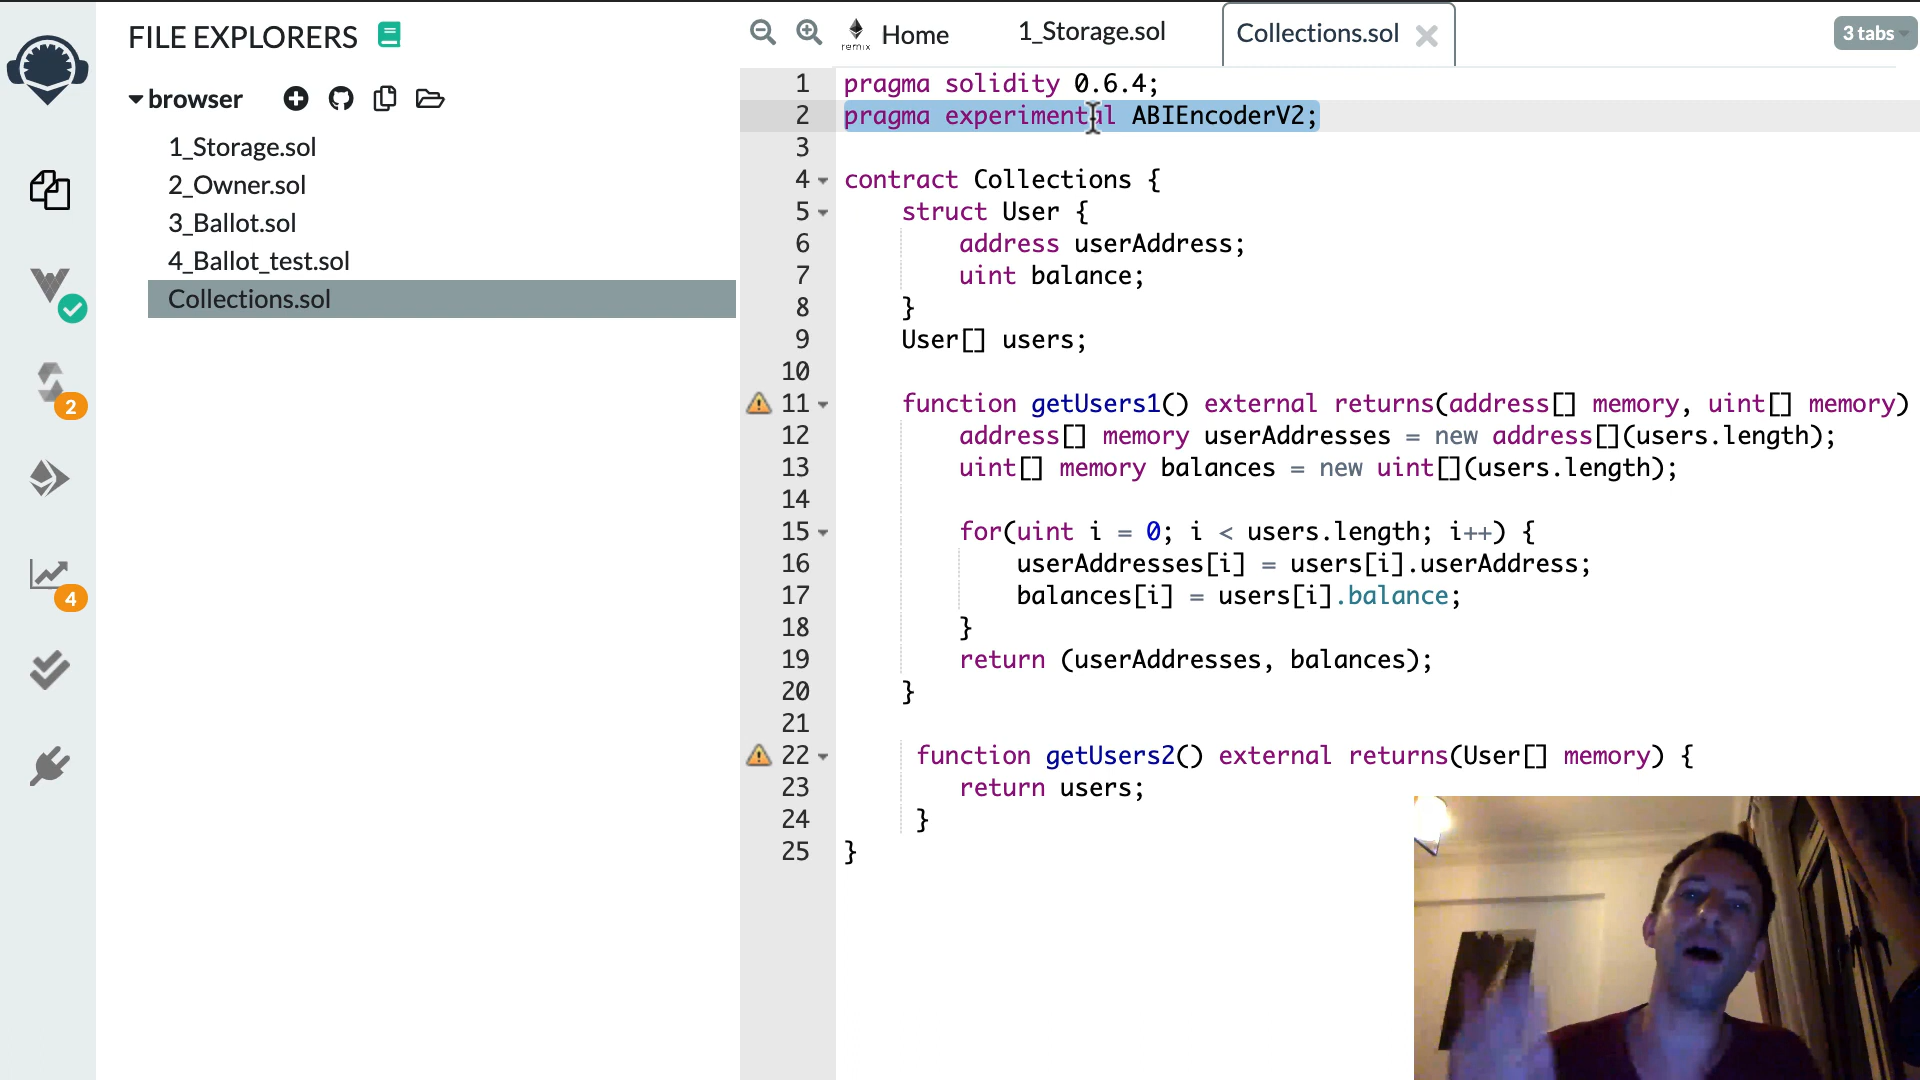 FILE EXPLORERS
browser
1_Storage.sol
2_Owner.sol
3_Ballot.sol
4_Ballot_test.sol
Collections.sol
2
4
remix
Home
1_Storage.sol
Collections.sol
3 tabs
1 pragma solidity 0.6.4;
2 pragma experimental ABIEncoderV2;
3
4 contract Collections {
5 struct User {
6 address userAddress;
7 uint balance;
8 }
9 User[] users;
10
11 function getUsers1() external returns(address[] memory, uint[] memory)
12 address[] memory userAddresses = new address[](users.length);
13 uint[] memory balances = new uint[](users.length);
14
15 for(uint i = 0; i < users.length; i++) {
16 userAddresses[i] = users[i].userAddress;
17 balances[i] = users[i].balance;
18 }
19 return (userAddresses, balances);
20 }
21
22 function getUsers2() external returns(User[] memory) {
23 return users;
24 }
25 }